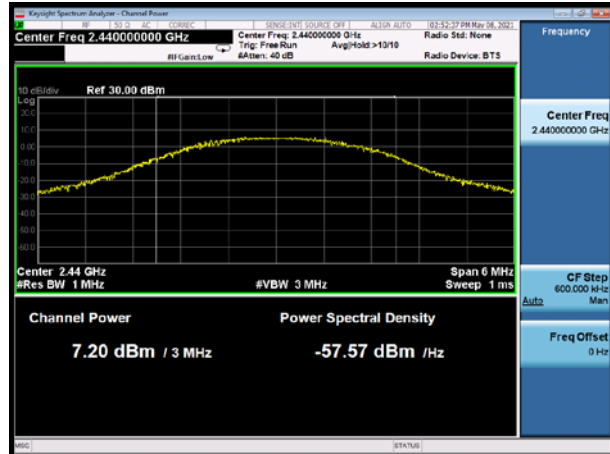 Keysight Spectrum Analyzer - Channel Power
RF 50 Ω AC CORREC SENSE:INT SOURCE OFF ALIGN AUTO 02:52:37 PM May 08, 2021
Center Freq 2.440000000 GHz
Center Freq: 2.440000000 GHz
Radio Std: None
Trig: Free Run Avg|Hold:>10/10
#IFGain:Low
#Atten: 40 dB
Radio Device: BTS
10 dB/div Ref 30.00 dBm
Log
20.0
10.0
0.00
-10.0
-20.0
-30.0
-40.0
-50.0
-60.0
Center 2.44 GHz
Span 6 MHz
#Res BW 1 MHz
#VBW 3 MHz
Sweep 1 ms
Channel Power
Power Spectral Density
7.20 dBm / 3 MHz
-57.57 dBm /Hz
MSG
STATUS
Frequency
Center Freq
2.440000000 GHz
CF Step
600.000 kHz
Auto Man
Freq Offset
0 Hz